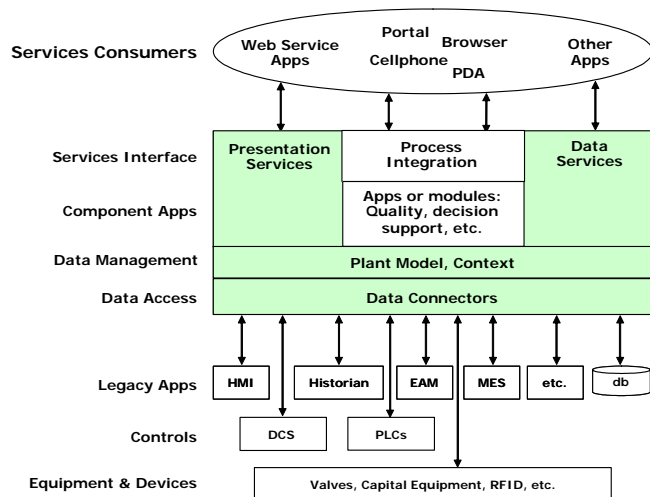 Services Consumers
Web Service
Apps
Portal
Cellphone
Browser
PDA
Other
Apps
Services Interface
Presentation
Services
Process
Integration
Data
Services
Component Apps
Apps or modules:
Quality, decision
support, etc.
Data Management
Plant Model, Context
Data Access
Data Connectors
Legacy Apps
HMI
Historian
EAM
MES
etc.
db
Controls
DCS
PLCs
Equipment & Devices
Valves, Capital Equipment, RFID, etc.